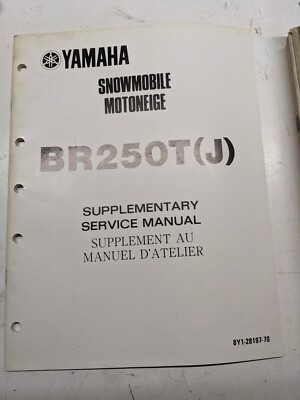 YAMAHA
SNOWMOBILE
MOTONEIGE
BR250T(J)
SUPPLEMENTARY
SERVICE MANUAL
SUPPLEMENT AU
MANUEL D'ATELIER
8Y1-28197-70